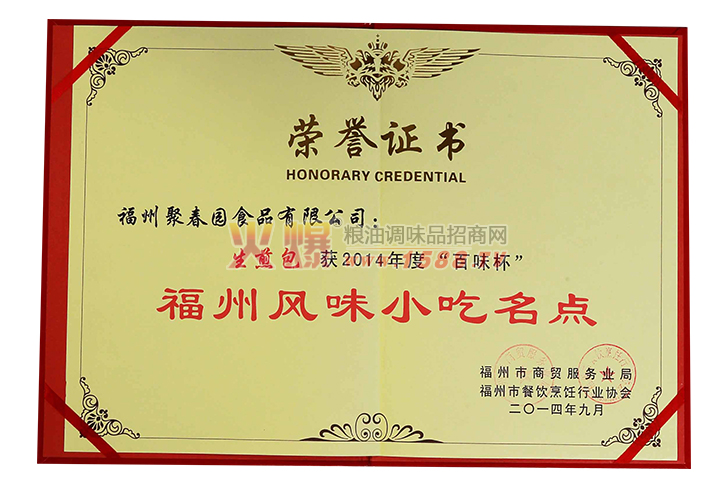 荣誉证书
HONORARY CREDENTIAL
福州聚春园食品有限公司：
火爆 粮油调味品招商网
生煎包 获2014年度“百味杯”
福州风味小吃名点
福州市商贸服务业局
福州市餐饮烹饪行业协会
二〇一四年九月